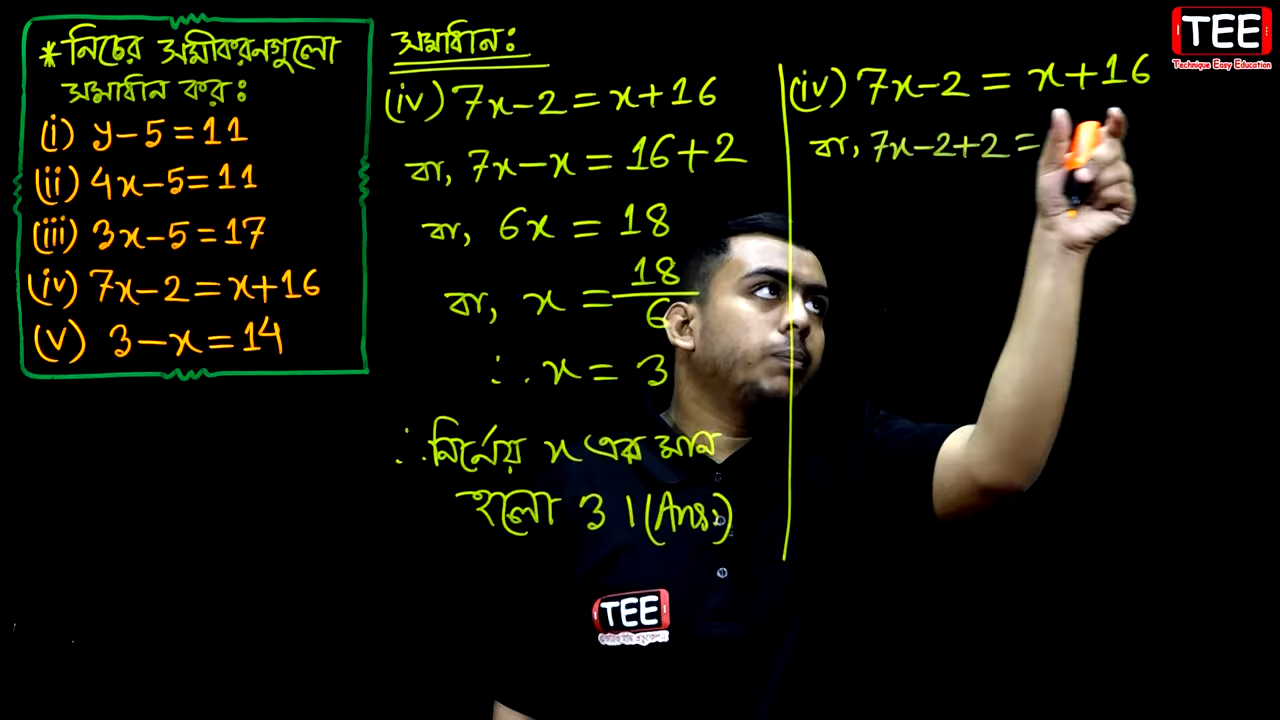 * নিচের সমীকরনগুলো
সমাধান কর:
(i) y-5=11
(ii) 4x-5=11
(iii) 3x-5=17
(iv) 7x-2=x+16
(v) 3-x=14
সমাধান:
(iv) 7x-2=x+16
বা, 7x-x=16+2
বা, 6x=18
বা, x=18/6
∴ x=3
∴ নির্নেয় x এর মান
হলো 3। (Ans:)
(iv) 7x-2=x+16
বা, 7x-2+2=
TEE
Technique Easy Education
TEE